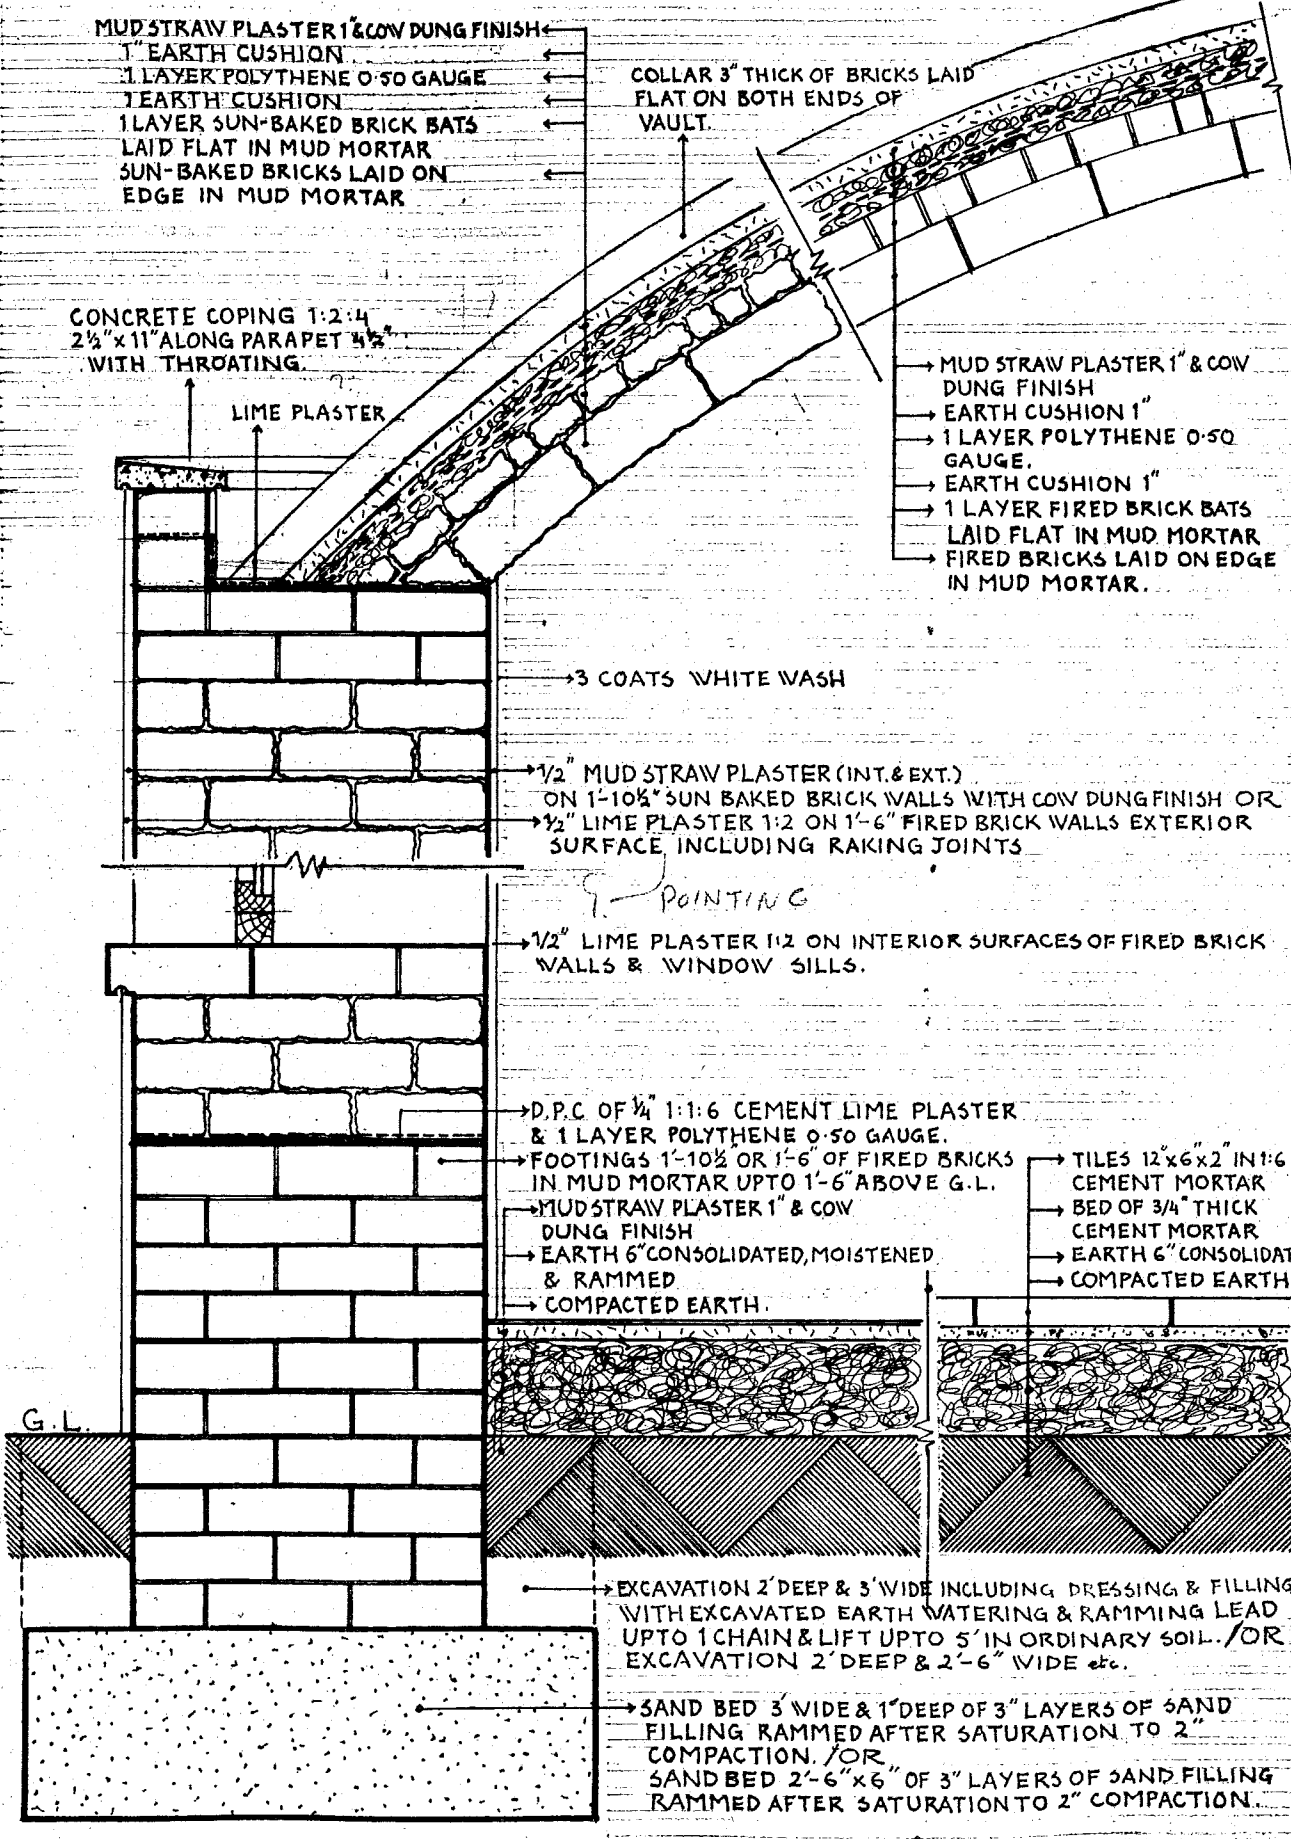 MUD STRAW PLASTER 1" & COW DUNG FINISH
1" EARTH CUSHION
1 LAYER POLYTHENE 0·50 GAUGE
1 EARTH CUSHION
1 LAYER SUN-BAKED BRICK BATS
LAID FLAT IN MUD MORTAR
SUN-BAKED BRICKS LAID ON
EDGE IN MUD MORTAR
COLLAR 3" THICK OF BRICKS LAID
FLAT ON BOTH ENDS OF
VAULT.
CONCRETE COPING 1:2:4
2½" x 11" ALONG PARAPET 4½"
WITH THROATING.
LIME PLASTER
MUD STRAW PLASTER 1" & COW
DUNG FINISH
EARTH CUSHION 1"
1 LAYER POLYTHENE 0·50
GAUGE.
EARTH CUSHION 1"
1 LAYER FIRED BRICK BATS
LAID FLAT IN MUD MORTAR
FIRED BRICKS LAID ON EDGE
IN MUD MORTAR.
3 COATS WHITE WASH
1/2" MUD STRAW PLASTER (INT. & EXT.)
ON 1'-10½" SUN BAKED BRICK WALLS WITH COW DUNG FINISH OR
1/2" LIME PLASTER 1:2 ON 1'-6" FIRED BRICK WALLS EXTERIOR
SURFACE INCLUDING RAKING JOINTS
POINTING
1/2" LIME PLASTER 1:2 ON INTERIOR SURFACES OF FIRED BRICK
WALLS & WINDOW SILLS.
D.P.C OF ¼" 1:1:6 CEMENT LIME PLASTER
& 1 LAYER POLYTHENE 0·50 GAUGE.
FOOTINGS 1'-10½ OR 1'-6" OF FIRED BRICKS
IN MUD MORTAR UPTO 1'-6" ABOVE G.L.
MUD STRAW PLASTER 1" & COW
DUNG FINISH
EARTH 6" CONSOLIDATED, MOISTENED
& RAMMED
COMPACTED EARTH.
TILES 12"x6"x2" IN 1:6
CEMENT MORTAR
BED OF 3/4" THICK
CEMENT MORTAR
EARTH 6" CONSOLIDAT
COMPACTED EARTH
G.L.
EXCAVATION 2' DEEP & 3' WIDE INCLUDING DRESSING & FILLING
WITH EXCAVATED EARTH WATERING & RAMMING LEAD
UPTO 1 CHAIN & LIFT UPTO 5' IN ORDINARY SOIL. /OR
EXCAVATION 2' DEEP & 2'-6" WIDE etc.
SAND BED 3' WIDE & 1' DEEP OF 3" LAYERS OF SAND
FILLING RAMMED AFTER SATURATION TO 2"
COMPACTION. /OR
SAND BED 2'-6" x 6" OF 3" LAYERS OF SAND FILLING
RAMMED AFTER SATURATION TO 2" COMPACTION.